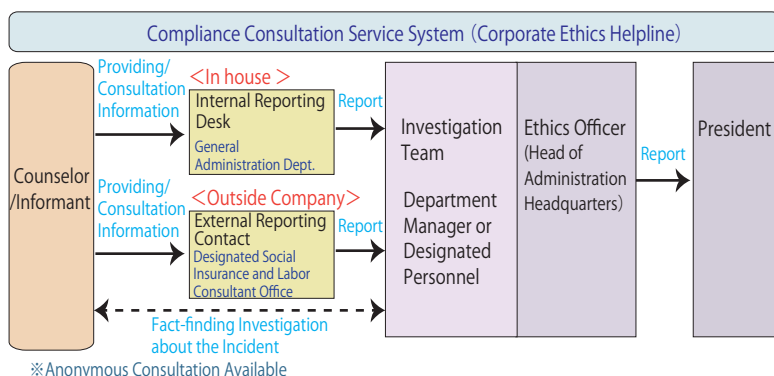 Compliance Consultation Service System (Corporate Ethics Helpline)
Counselor
/Informant
Providing/
Consultation
Information
<In house >
Internal Reporting
Desk
General
Administration Dept.
Report
Providing/
Consultation
Information
<Outside Company>
External Reporting
Contact
Designated Social
Insurance and Labor
Consultant Office
Report
Fact-finding Investigation
about the Incident
Investigation
Team
Department
Manager or
Designated
Personnel
Ethics Officer
(Head of
Administration
Headquarters)
Report
President
※Anonymous Consultation Available